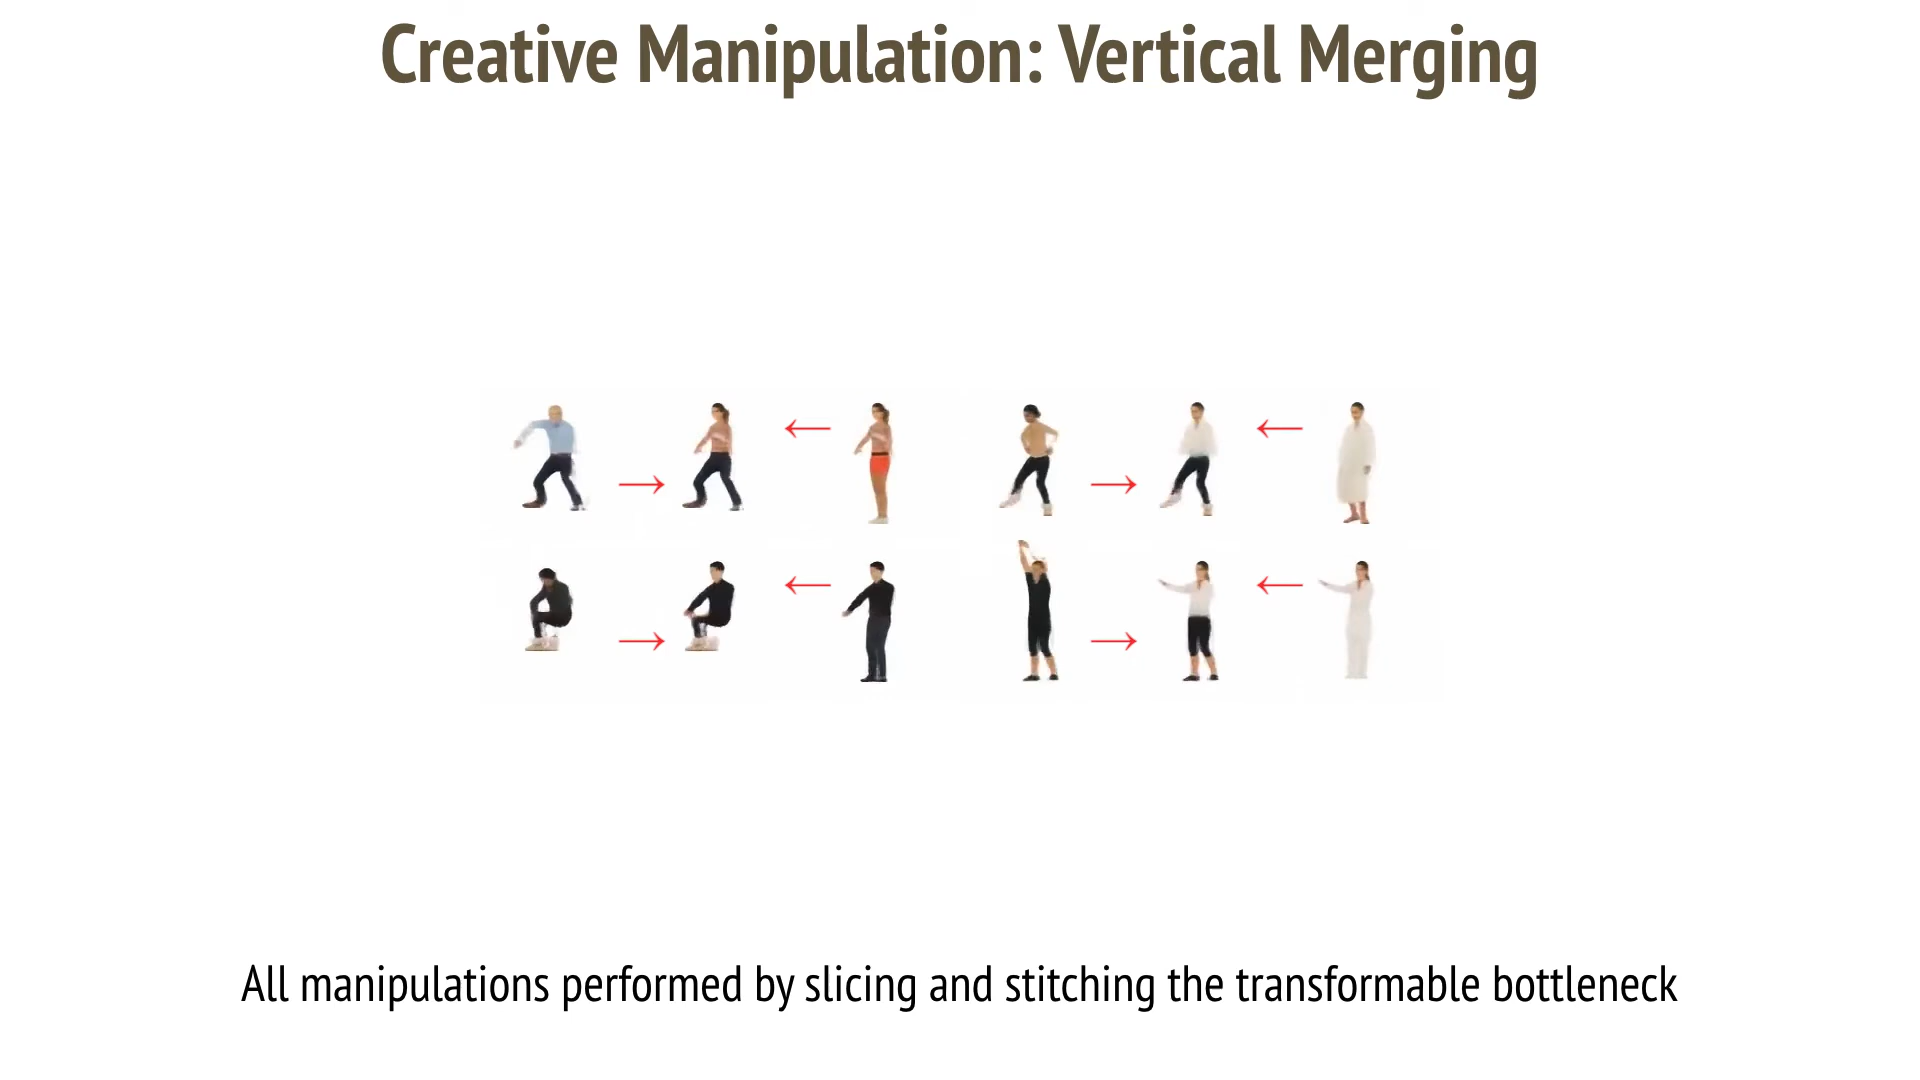 Creative Manipulation: Vertical Merging
All manipulations performed by slicing and stitching the transformable bottleneck